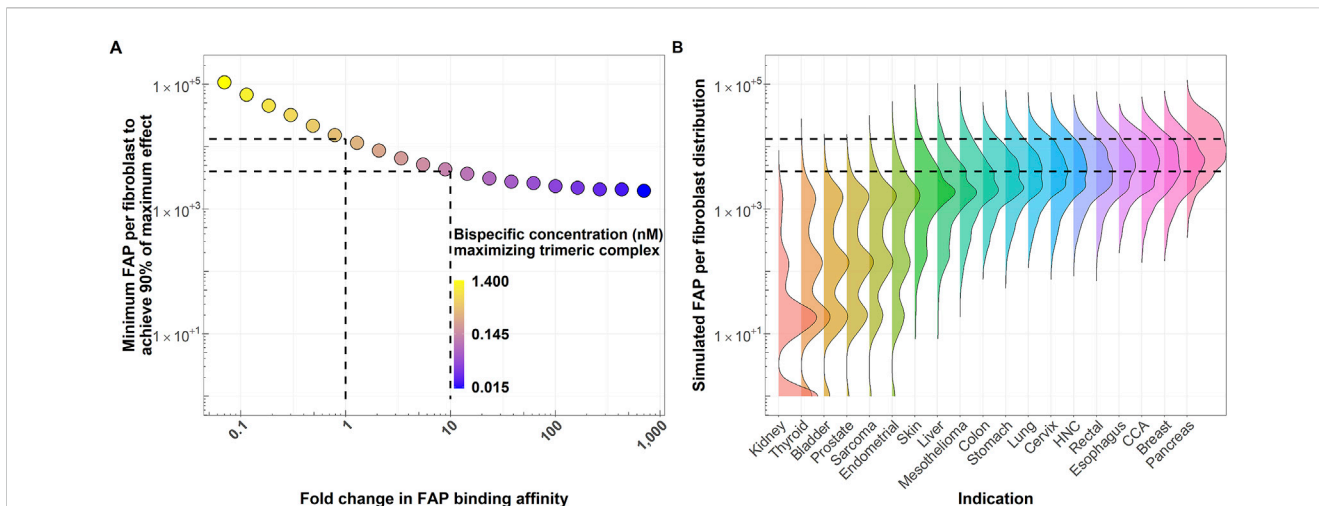 A
Minimum FAP per fibroblast to
achieve 90% of maximum effect
1 × 10⁺⁵
1 × 10⁺³
1 × 10⁺¹
Bispecific concentration (nM)
maximizing trimeric complex
1.400
0.145
0.015
0.1
1
10
100
1,000
Fold change in FAP binding affinity
B
Simulated FAP per fibroblast distribution
1 × 10⁺⁵
1 × 10⁺³
1 × 10⁺¹
Kidney
Thyroid
Bladder
Prostate
Sarcoma
Endometrial
Skin
Liver
Mesothelioma
Colon
Stomach
Lung
Cervix
HNC
Rectal
Esophagus
CCA
Breast
Pancreas
Indication